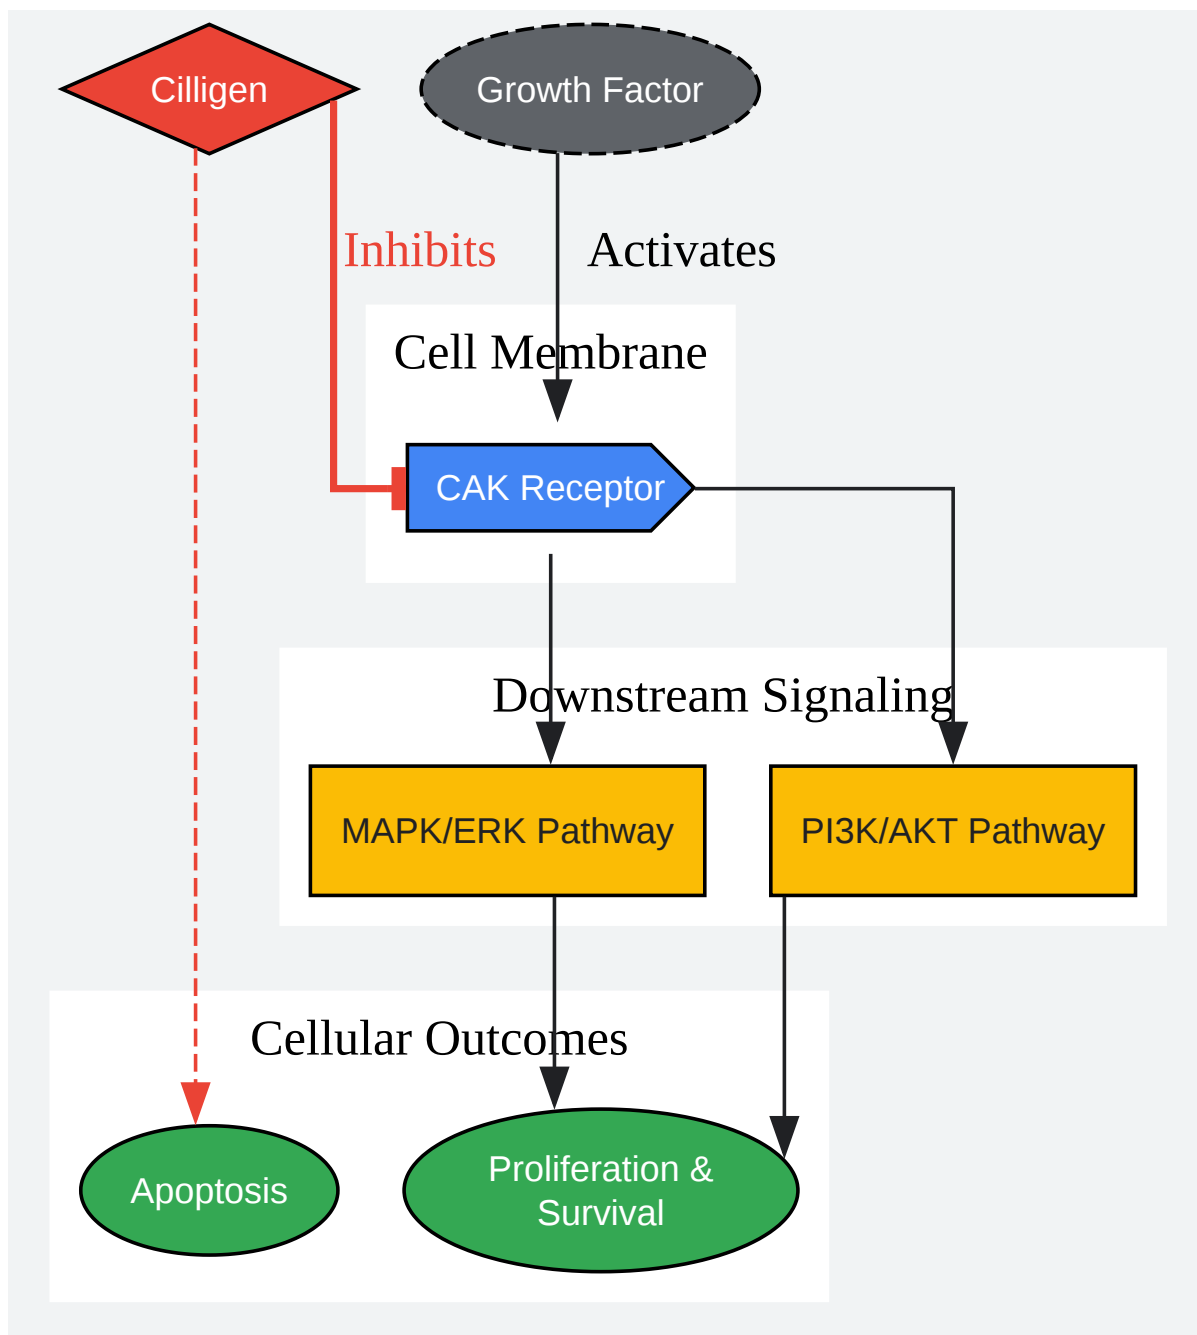 Cilligen
Growth Factor
Inhibits
Activates
Cell Membrane
CAK Receptor
Downstream Signaling
MAPK/ERK Pathway
PI3K/AKT Pathway
Cellular Outcomes
Apoptosis
Proliferation &
Survival